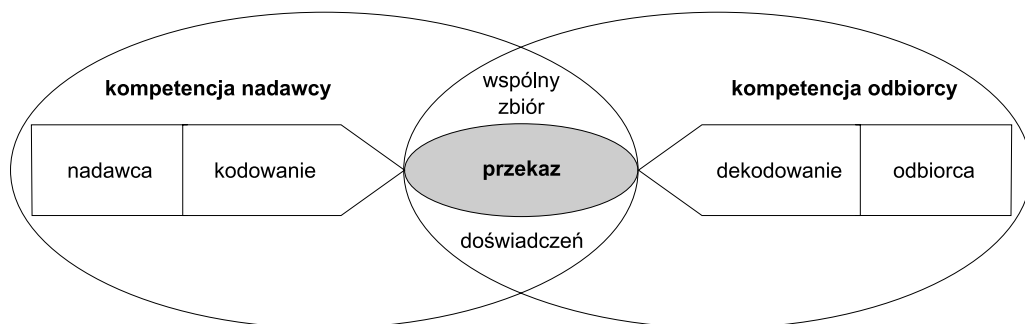 wspólny
zbiór
kompetencja nadawcy
kompetencja odbiorcy
nadawca
kodowanie
przekaz
dekodowanie
odbiorca
doświadczeń